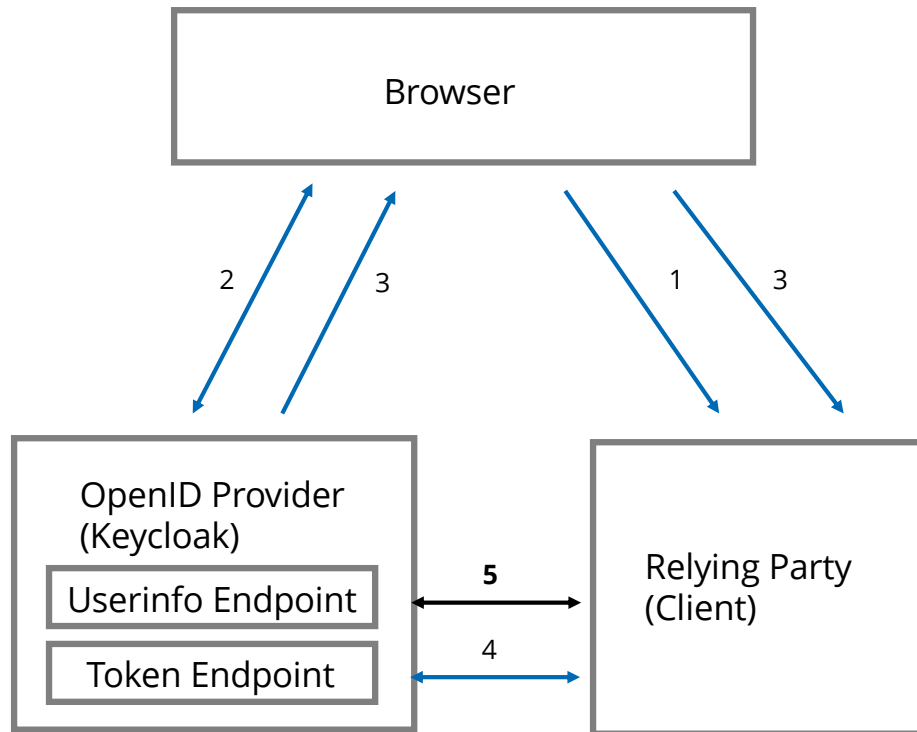 Browser
2
3
1
3
OpenID Provider
(Keycloak)
Userinfo Endpoint
Token Endpoint
5
4
Relying Party
(Client)